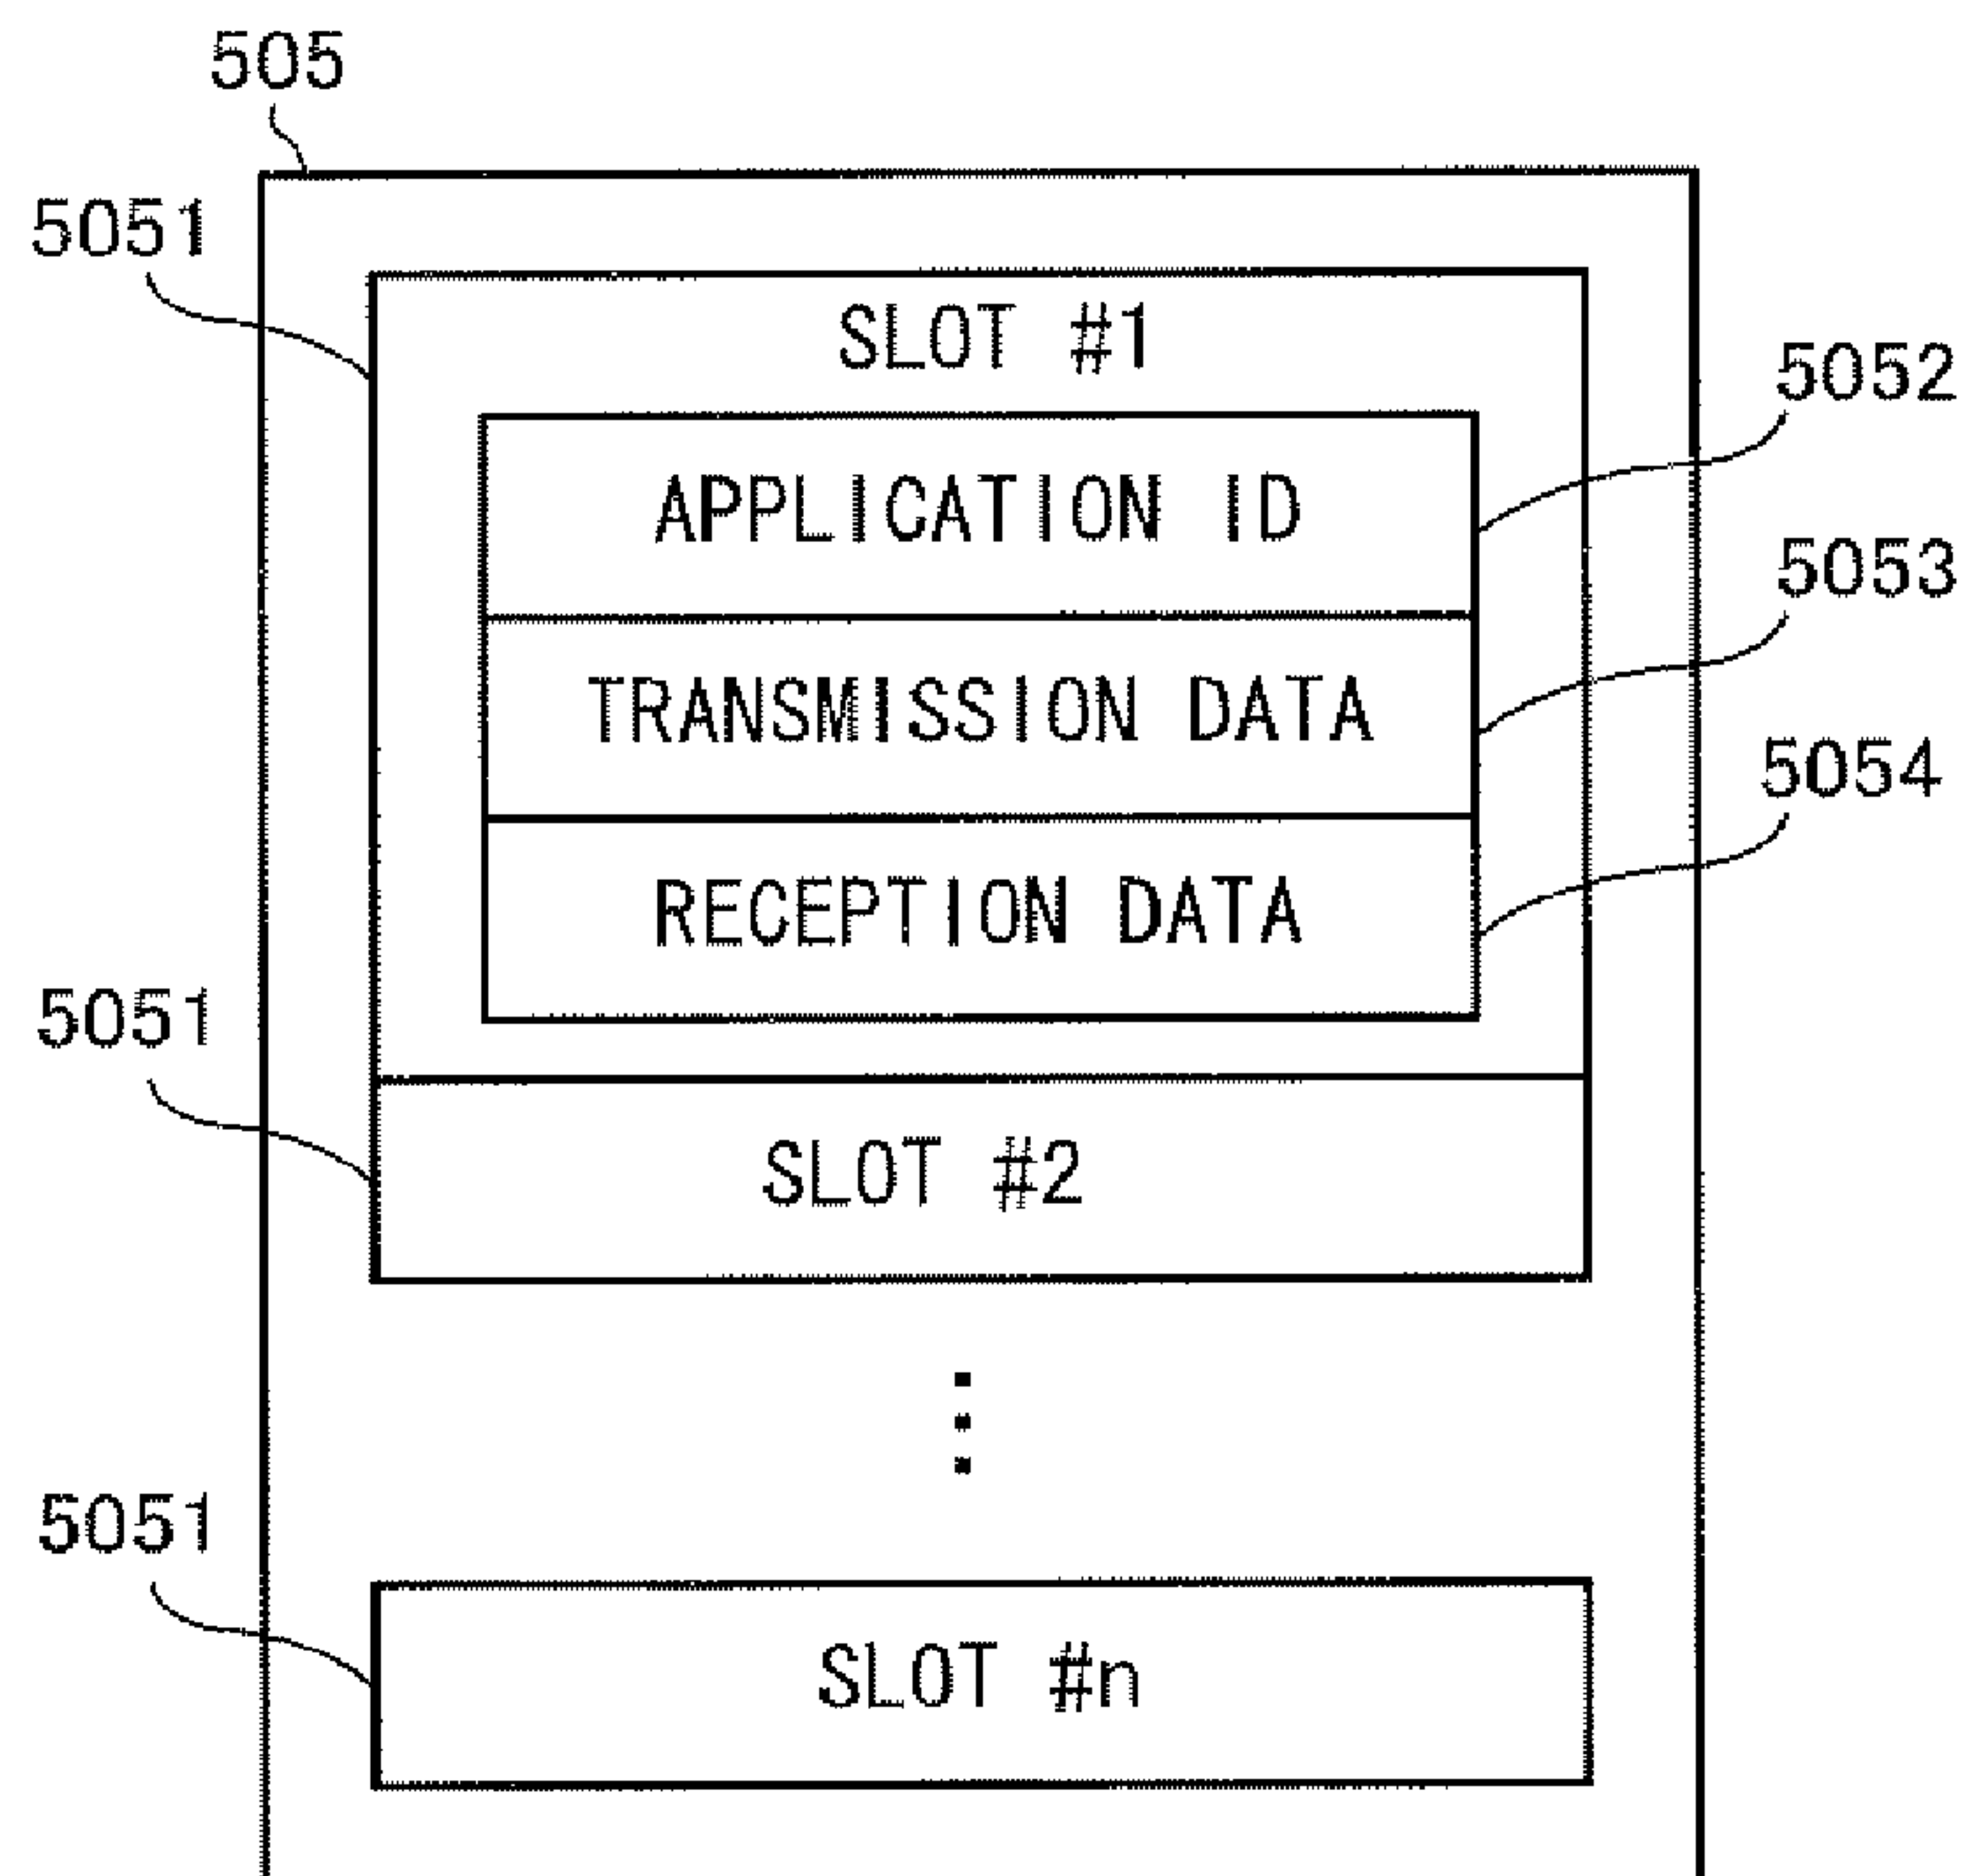 505
5051
SLOT #1
5052
APPLICATION ID
5053
TRANSMISSION DATA
5054
RECEPTION DATA
5051
SLOT #2
5051
SLOT #n